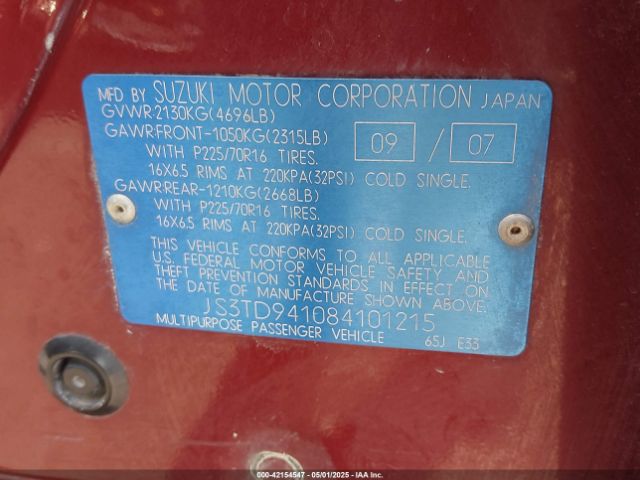 MFD BY SUZUKI MOTOR CORPORATION JAPAN
GVWR:2130KG(4696LB)
GAWR:FRONT-1050KG(2315LB) 09 / 07
WITH P225/70R16 TIRES.
16X6.5 RIMS AT 220KPA(32PSI) COLD SINGLE.
GAWR:REAR-1210KG(2668LB)
WITH P225/70R16 TIRES.
16X6.5 RIMS AT 220KPA(32PSI) COLD SINGLE.
THIS VEHICLE CONFORMS TO ALL APPLICABLE
U.S. FEDERAL MOTOR VEHICLE SAFETY AND
THEFT PREVENTION STANDARDS IN EFFECT ON
THE DATE OF MANUFACTURE SHOWN ABOVE.
JS3TD941084101215
MULTIPURPOSE PASSENGER VEHICLE 65J E33
000-42154547 - 05/01/2025 - IAAI, Inc.